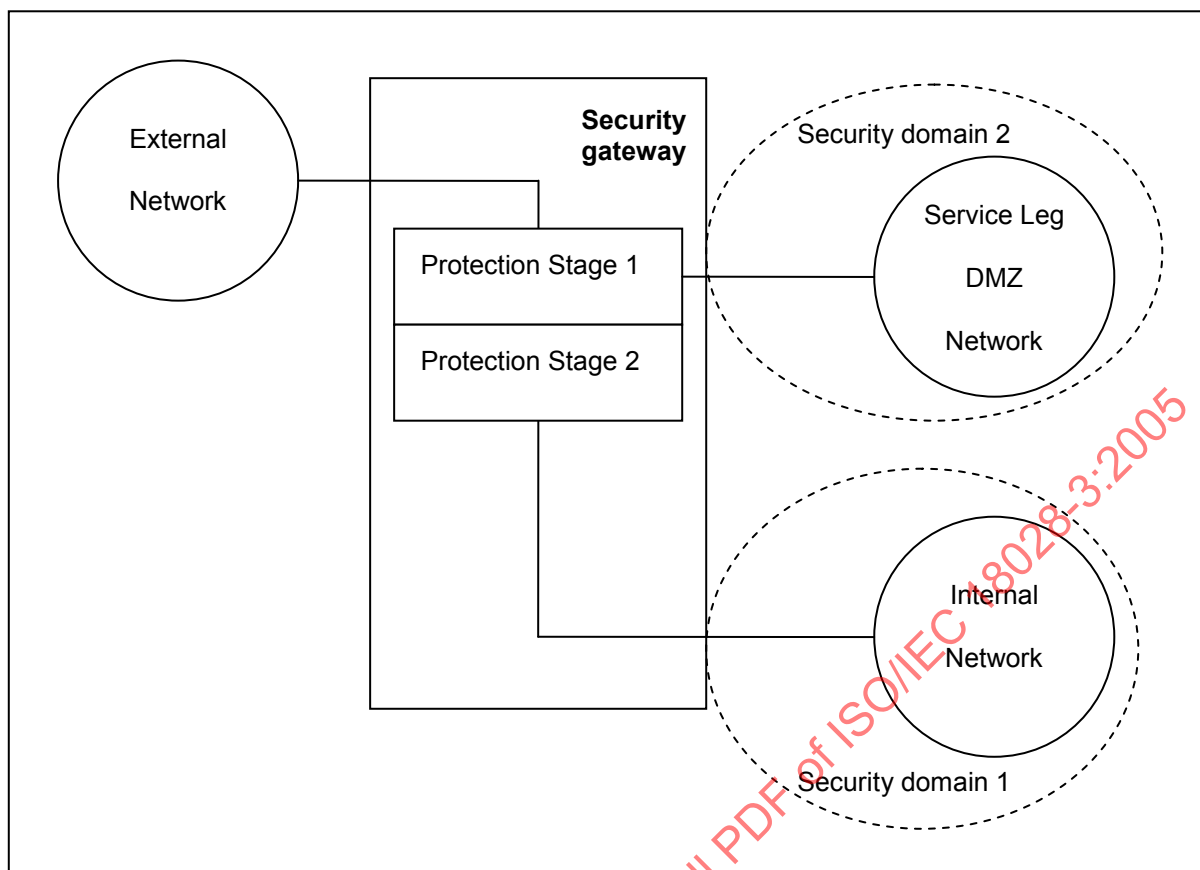 External
Network
Security
gateway
Protection Stage 1
Protection Stage 2
Security domain 2
Service Leg
DMZ
Network
Internal
Network
Security domain 1
PDF of ISO/IEC 18028-3:2005